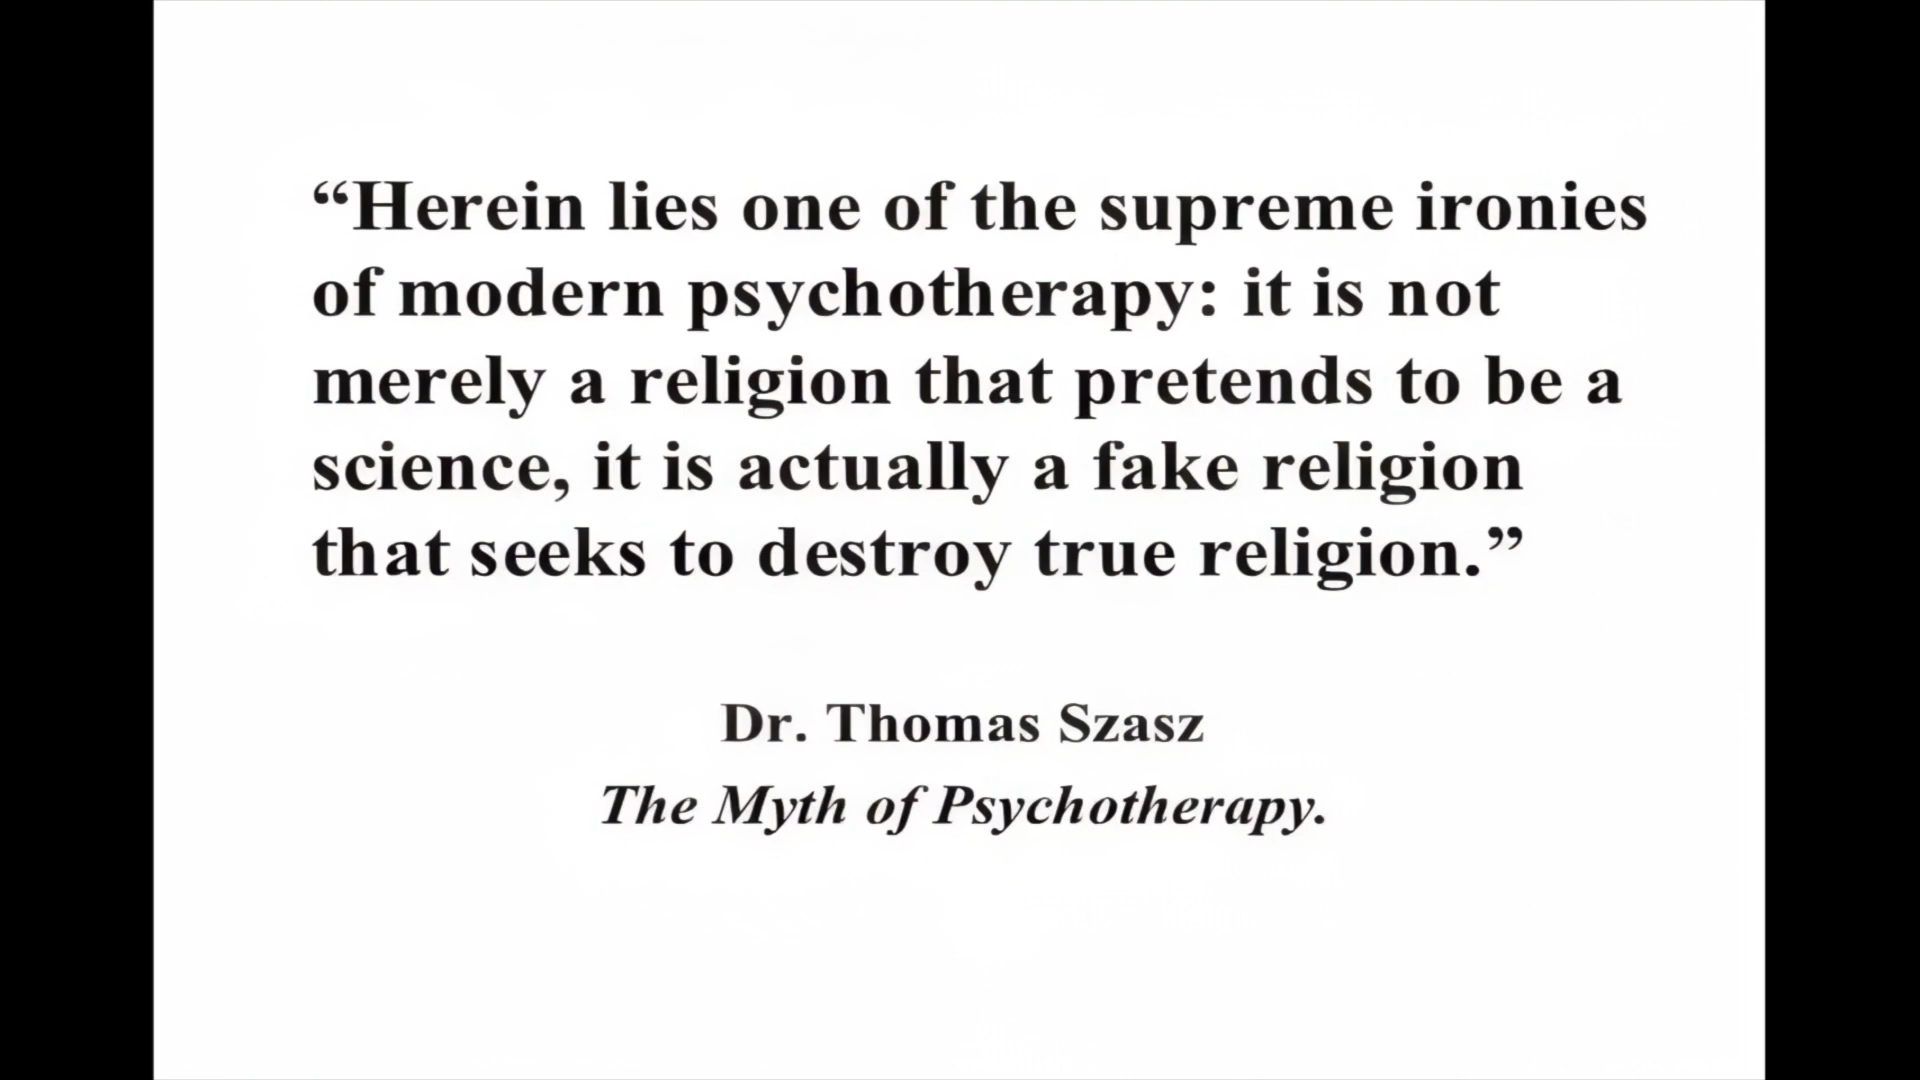 “Herein lies one of the supreme ironies
of modern psychotherapy: it is not
merely a religion that pretends to be a
science, it is actually a fake religion
that seeks to destroy true religion.”
Dr. Thomas Szasz
The Myth of Psychotherapy.